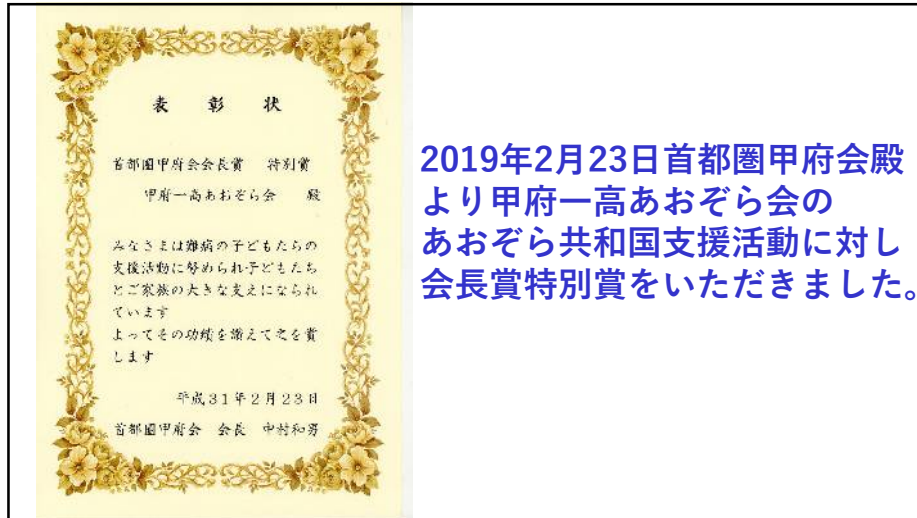 表 彰 状
首都圏甲府会会長賞 特別賞
甲府一高あおぞら会 殿
みなさまは難病の子どもたちの
支援活動に努められ子どもたち
とご家族の大きな支えになられ
ています
よってその功績を讃えて之を賞
します
平成31年2月23日
首都圏甲府会 会長 中村和男
2019年2月23日首都圏甲府会殿
より甲府一高あおぞら会の
あおぞら共和国支援活動に対し
会長賞特別賞をいただきました。